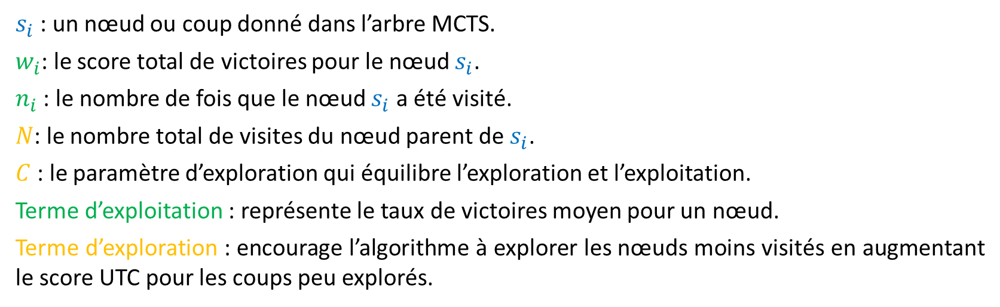 s_i : un nœud ou coup donné dans l’arbre MCTS.
w_i: le score total de victoires pour le nœud s_i.
n_i : le nombre de fois que le nœud s_i a été visité.
N: le nombre total de visites du nœud parent de s_i.
C : le paramètre d’exploration qui équilibre l’exploration et l’exploitation.
Terme d’exploitation : représente le taux de victoires moyen pour un nœud.
Terme d’exploration : encourage l’algorithme à explorer les nœuds moins visités en augmentant
le score UTC pour les coups peu explorés.